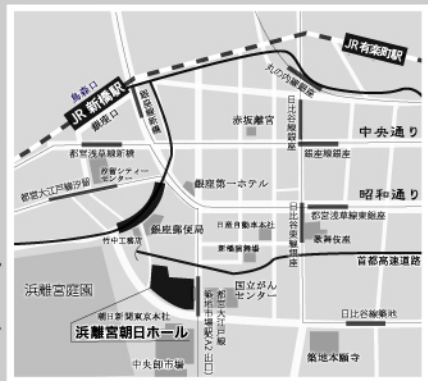 JR有楽町駅
烏森口
JR 新橋駅
銀座口
丸の内線銀座
銀座線新橋
日比谷線銀座
赤坂離宮
中央通り
都営浅草線新橋
銀座線銀座
汐留シティーセンター
都営大江戸線汐留
銀座第一ホテル
昭和通り
日比谷線東銀座
都営浅草線東銀座
銀座郵便局
日産自動車本社
竹中工務店
新橋演舞場
歌舞伎座
首都高速道路
浜離宮庭園
国立がんセンター
朝日新聞東京本社
浜離宮朝日ホール
都営大江戸線
築地市場駅(A2出口)
日比谷線築地
中央卸市場
築地本願寺